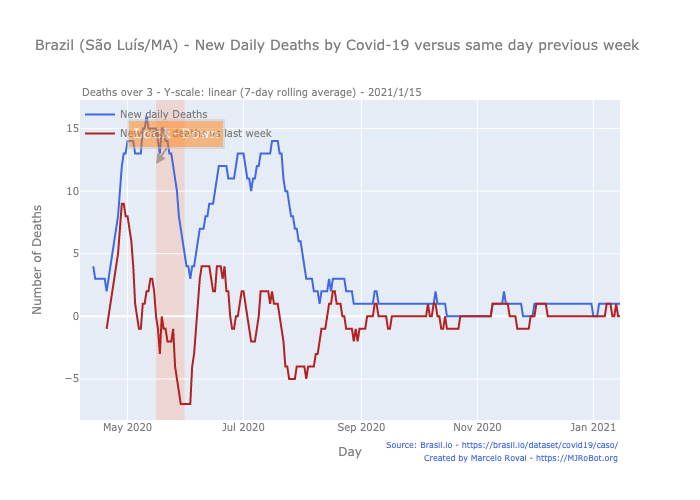 Brazil (São Luís/MA) - New Daily Deaths by Covid-19 versus same day previous week
Deaths over 3 - Y-scale: linear (7-day rolling average) - 2021/1/15
New daily Deaths
last week
15
10
5
0
−5
Number of Deaths
May 2020
Jul 2020
Sep 2020
Nov 2020
Jan 2021
Day
Source: Brasil.io - https://brasil.io/dataset/covid19/caso/
Created by Marcelo Rovai - https://MJRoBot.org